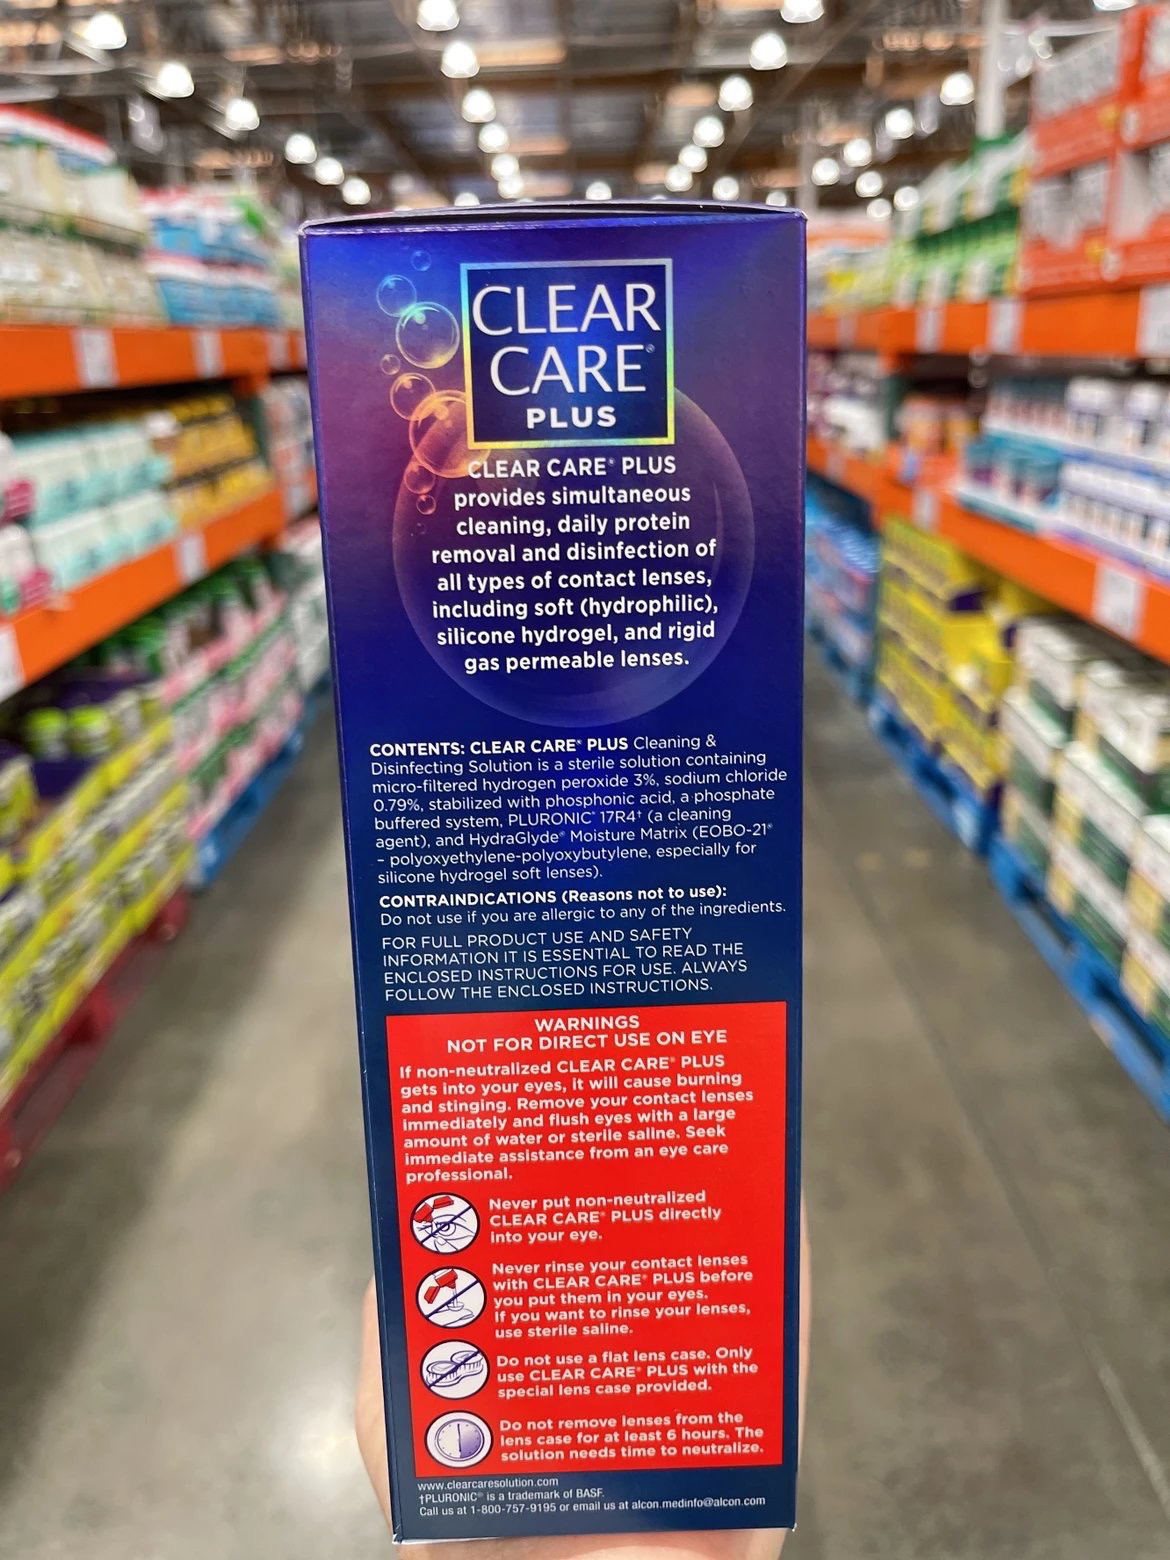 CLEAR
CARE®
PLUS
CLEAR CARE® PLUS
provides simultaneous
cleaning, daily protein
removal and disinfection of
all types of contact lenses,
including soft (hydrophilic),
silicone hydrogel, and rigid
gas permeable lenses.
CONTENTS: CLEAR CARE® PLUS Cleaning &
Disinfecting Solution is a sterile solution containing
micro-filtered hydrogen peroxide 3%, sodium chloride
0.79%, stabilized with phosphonic acid, a phosphate
buffered system, PLURONIC® 17R4† (a cleaning
agent), and HydraGlyde® Moisture Matrix (EOBO-21®
– polyoxyethylene-polyoxybutylene, especially for
silicone hydrogel soft lenses).
CONTRAINDICATIONS (Reasons not to use):
Do not use if you are allergic to any of the ingredients.
FOR FULL PRODUCT USE AND SAFETY
INFORMATION IT IS ESSENTIAL TO READ THE
ENCLOSED INSTRUCTIONS FOR USE. ALWAYS
FOLLOW THE ENCLOSED INSTRUCTIONS.
WARNINGS
NOT FOR DIRECT USE ON EYE
If non-neutralized CLEAR CARE® PLUS
gets into your eyes, it will cause burning
and stinging. Remove your contact lenses
immediately and flush eyes with a large
amount of water or sterile saline. Seek
immediate assistance from an eye care
professional.
Never put non-neutralized
CLEAR CARE® PLUS directly
into your eye.
Never rinse your contact lenses
with CLEAR CARE® PLUS before
you put them in your eyes.
If you want to rinse your lenses,
use sterile saline.
Do not use a flat lens case. Only
use CLEAR CARE® PLUS with the
special lens case provided.
Do not remove lenses from the
lens case for at least 6 hours. The
solution needs time to neutralize.
www.clearcaresolution.com
†PLURONIC® is a trademark of BASF.
Call us at 1-800-757-9195 or email us at alcon.medinfo@alcon.com